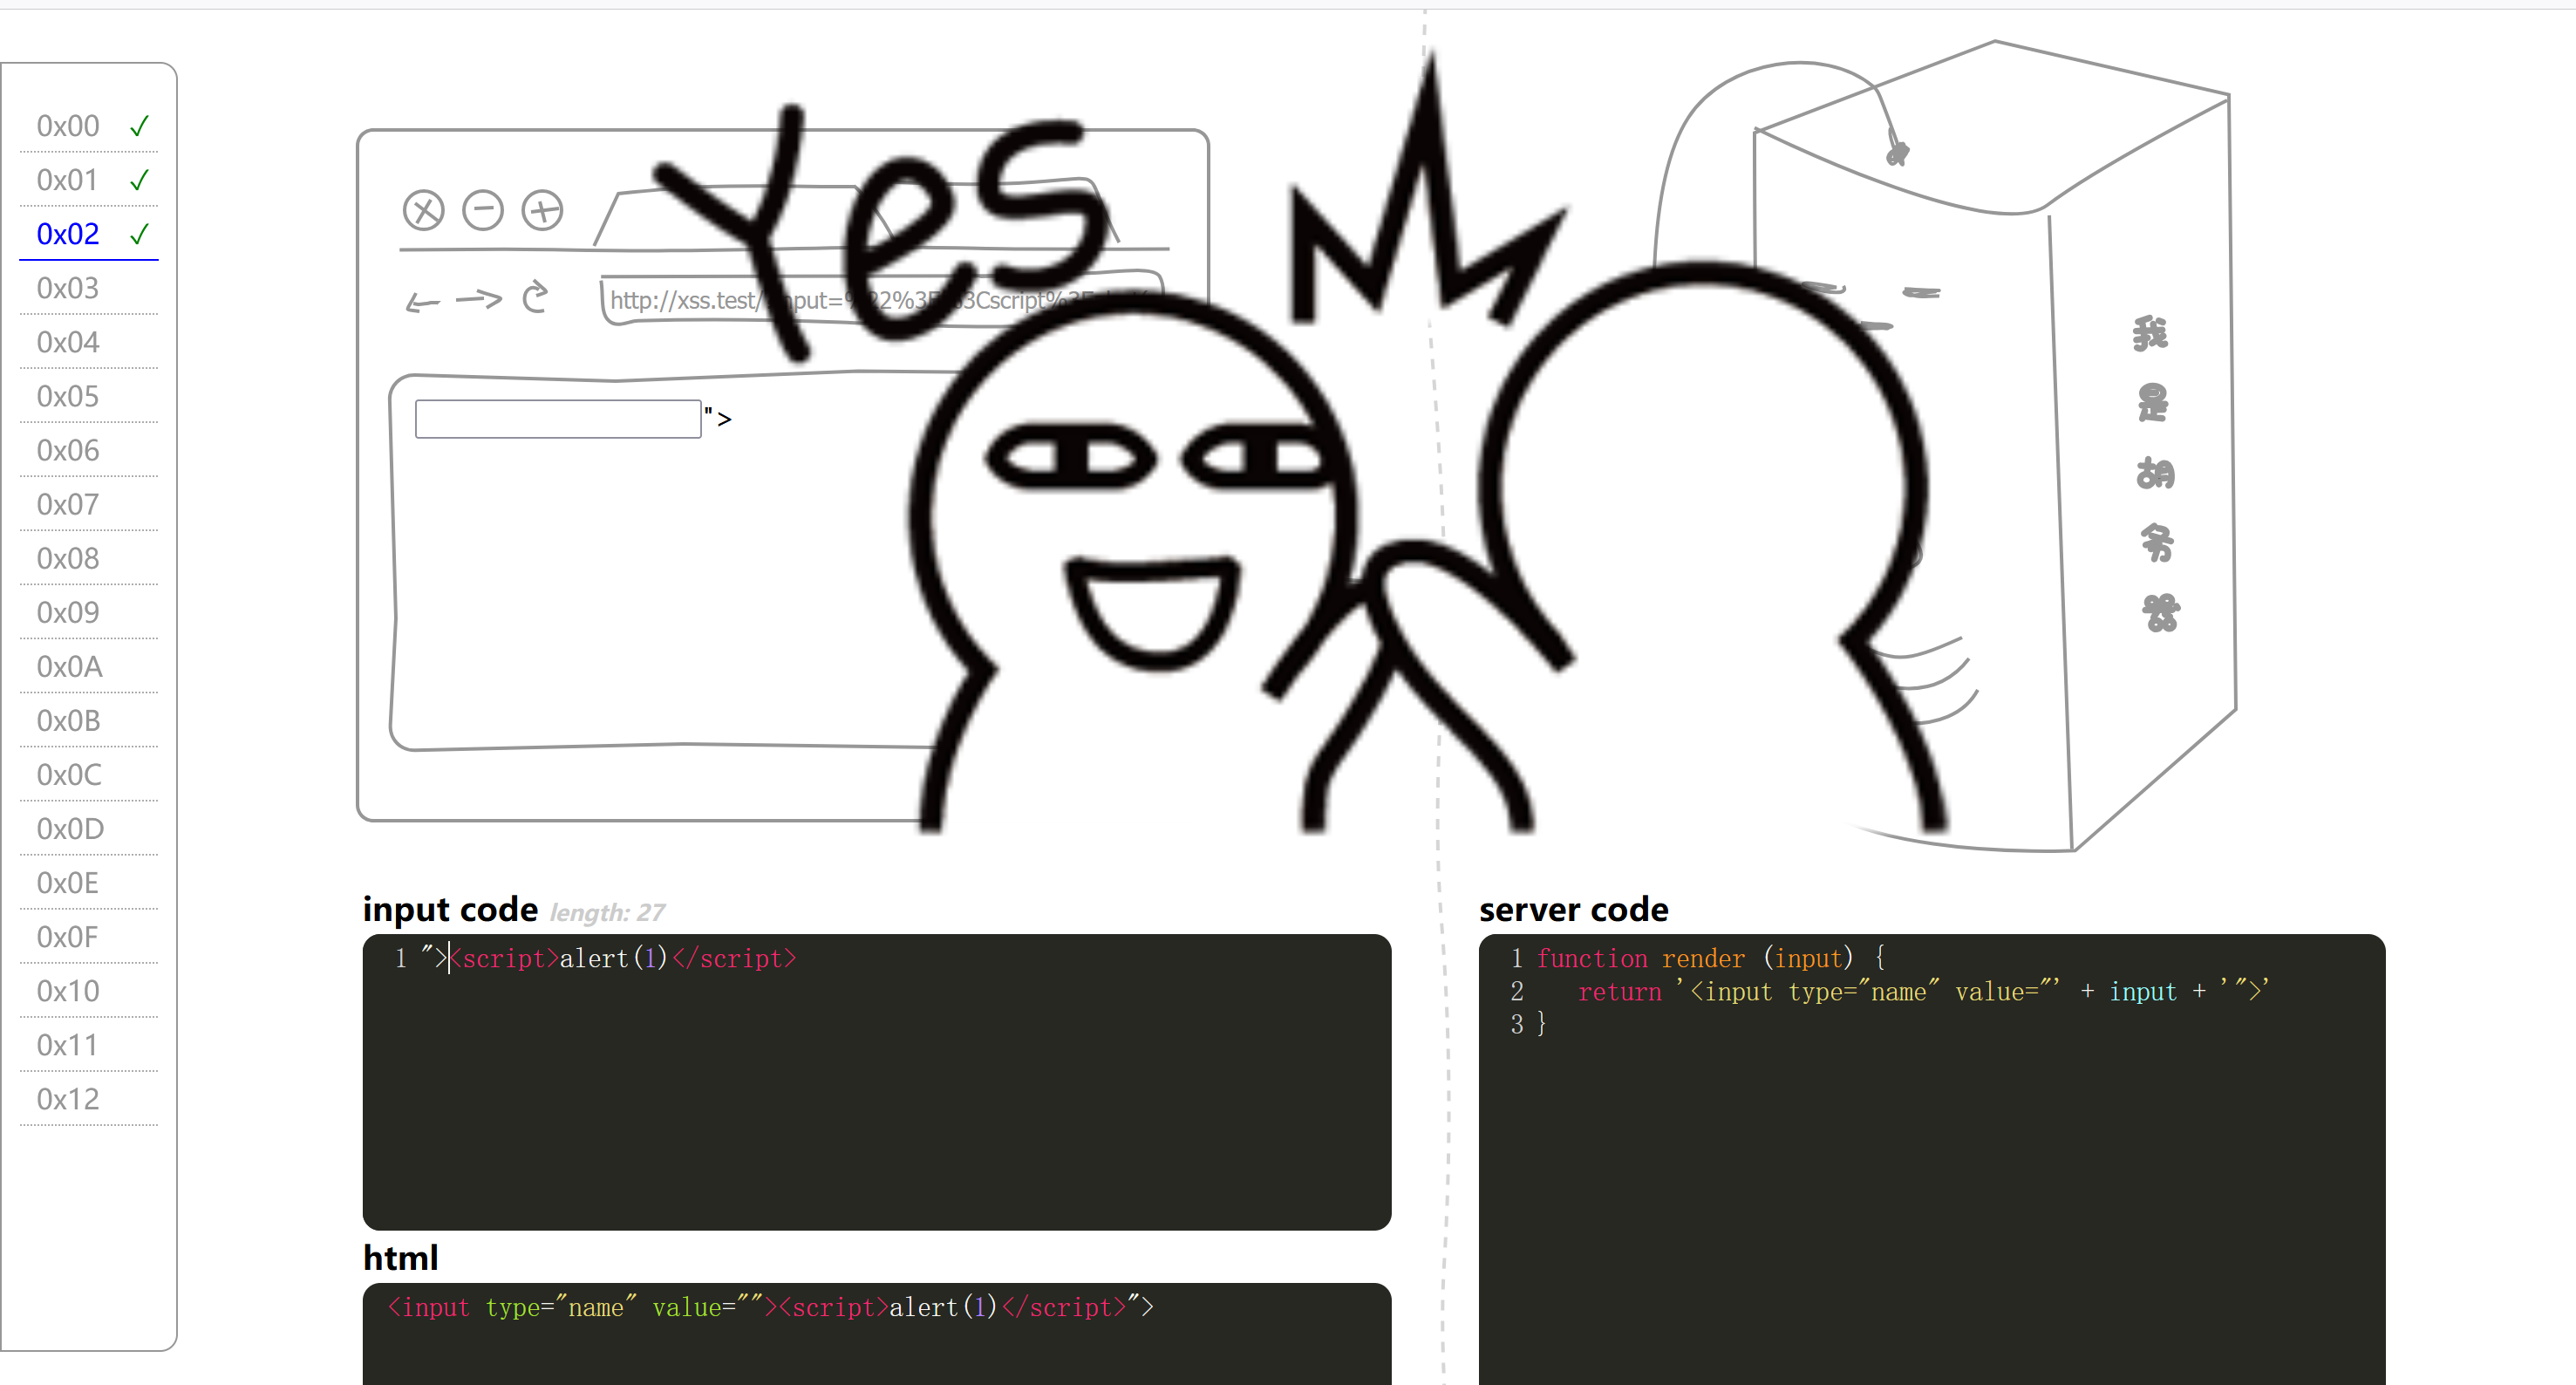 0x00 ✓
0x01 ✓
0x02 ✓
0x03
0x04
0x05
0x06
0x07
0x08
0x09
0x0A
0x0B
0x0C
0x0D
0x0E
0x0F
0x10
0x11
0x12
Yes
http://xss.test/
">
我
是
胡
务
器
input code length: 27
1 "><script>alert(1)</script>
html
<input type="name" value=""><script>alert(1)</script>">
server code
1 function render (input) {
2 return '<input type="name" value="' + input + '">'
3 }